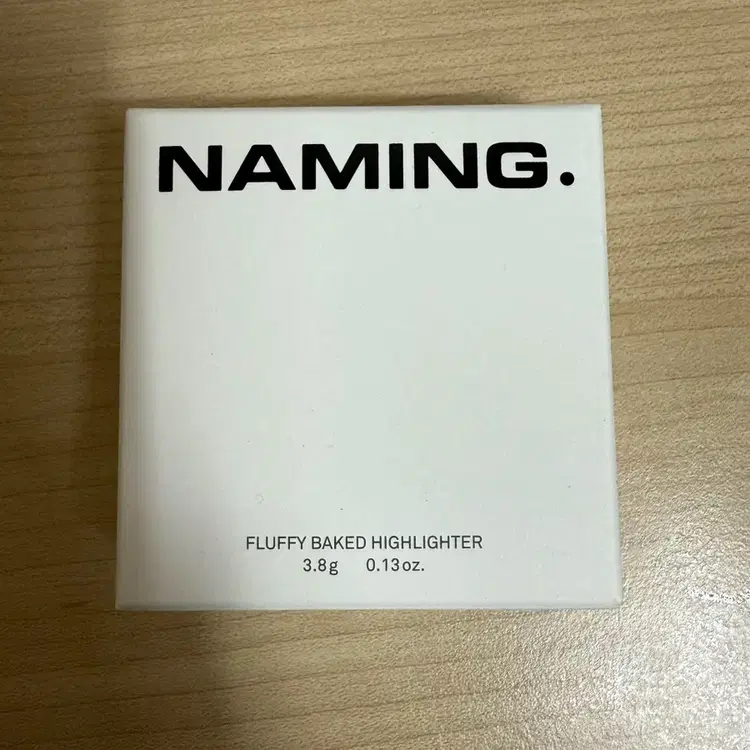 NAMING.
FLUFFY BAKED HIGHLIGHTER
3.8g 0.13oz.